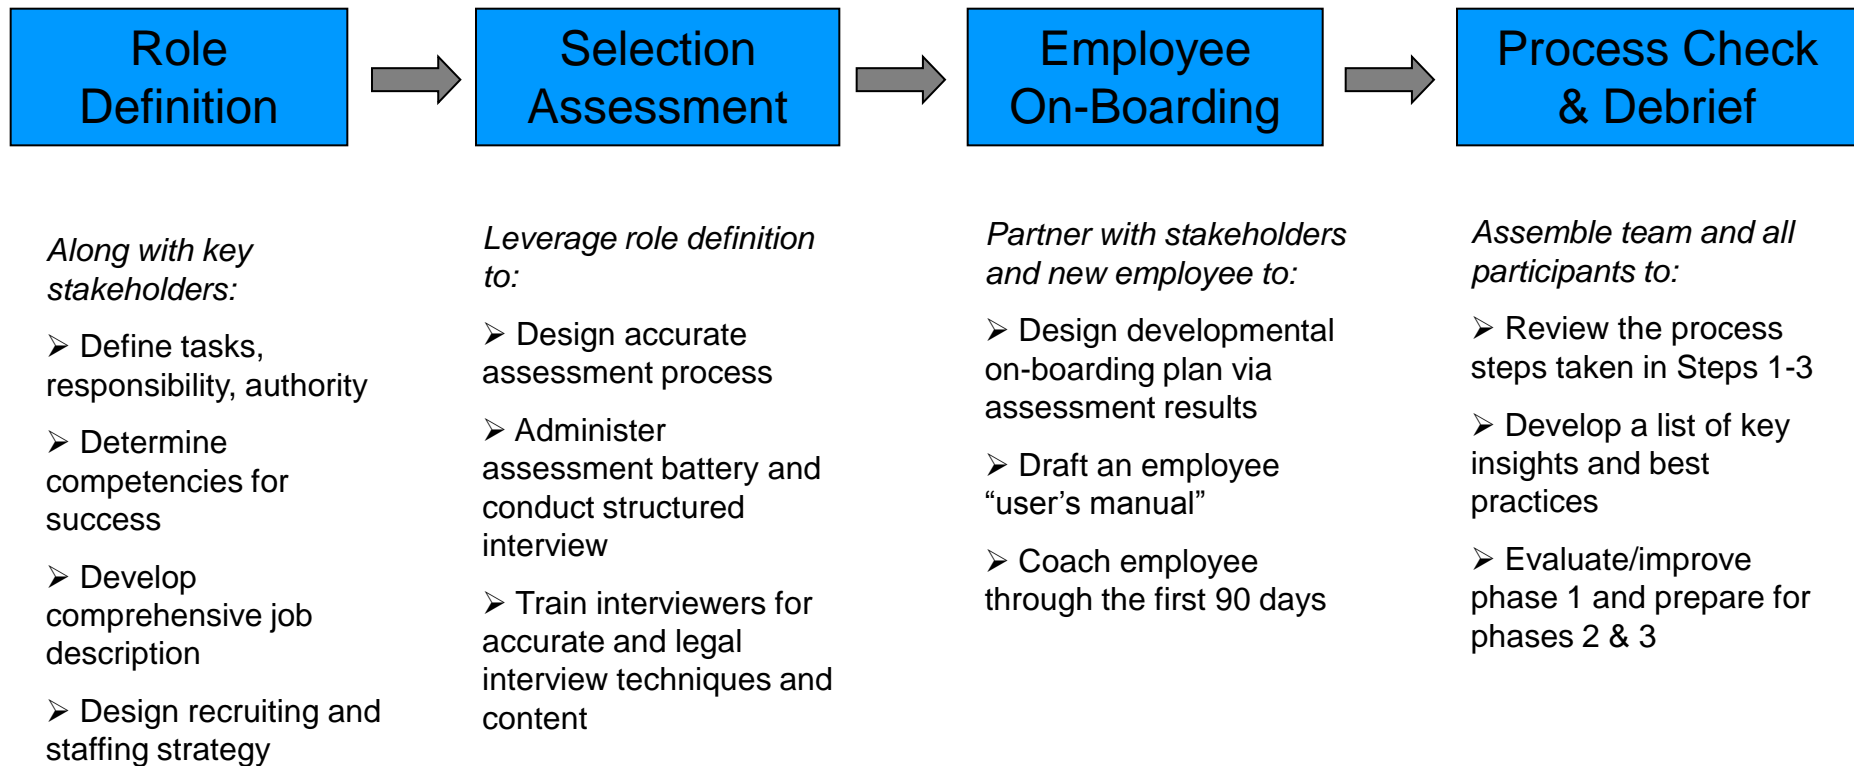 Role
Definition
Selection
Assessment
Employee
On-Boarding
Process Check
& Debrief
Along with key
stakeholders:
➢ Define tasks,
responsibility, authority
➢ Determine
competencies for
success
➢ Develop
comprehensive job
description
➢ Design recruiting and
staffing strategy
Leverage role definition
to:
➢ Design accurate
assessment process
➢ Administer
assessment battery and
conduct structured
interview
➢ Train interviewers for
accurate and legal
interview techniques and
content
Partner with stakeholders
and new employee to:
➢ Design developmental
on-boarding plan via
assessment results
➢ Draft an employee
“user’s manual”
➢ Coach employee
through the first 90 days
Assemble team and all
participants to:
➢ Review the process
steps taken in Steps 1-3
➢ Develop a list of key
insights and best
practices
➢ Evaluate/improve
phase 1 and prepare for
phases 2 & 3